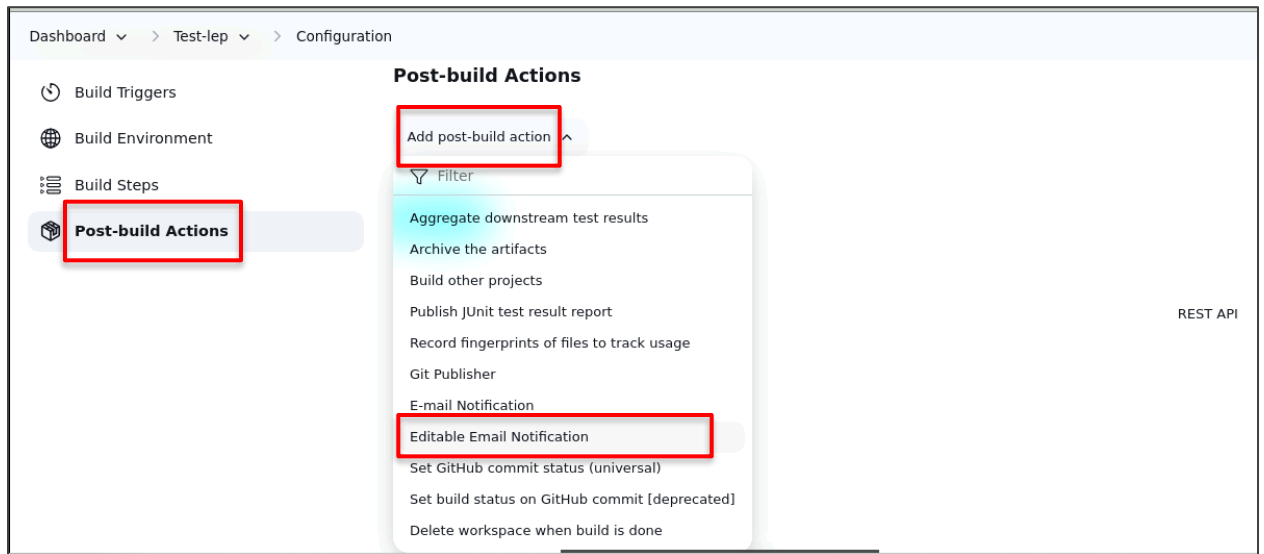 Dashboard > Test-lep > Configuration
Build Triggers
Build Environment
Build Steps
Post-build Actions
Post-build Actions
Add post-build action
Filter
Aggregate downstream test results
Archive the artifacts
Build other projects
Publish JUnit test result report
Record fingerprints of files to track usage
Git Publisher
E-mail Notification
Editable Email Notification
Set GitHub commit status (universal)
Set build status on GitHub commit [deprecated]
Delete workspace when build is done
REST API